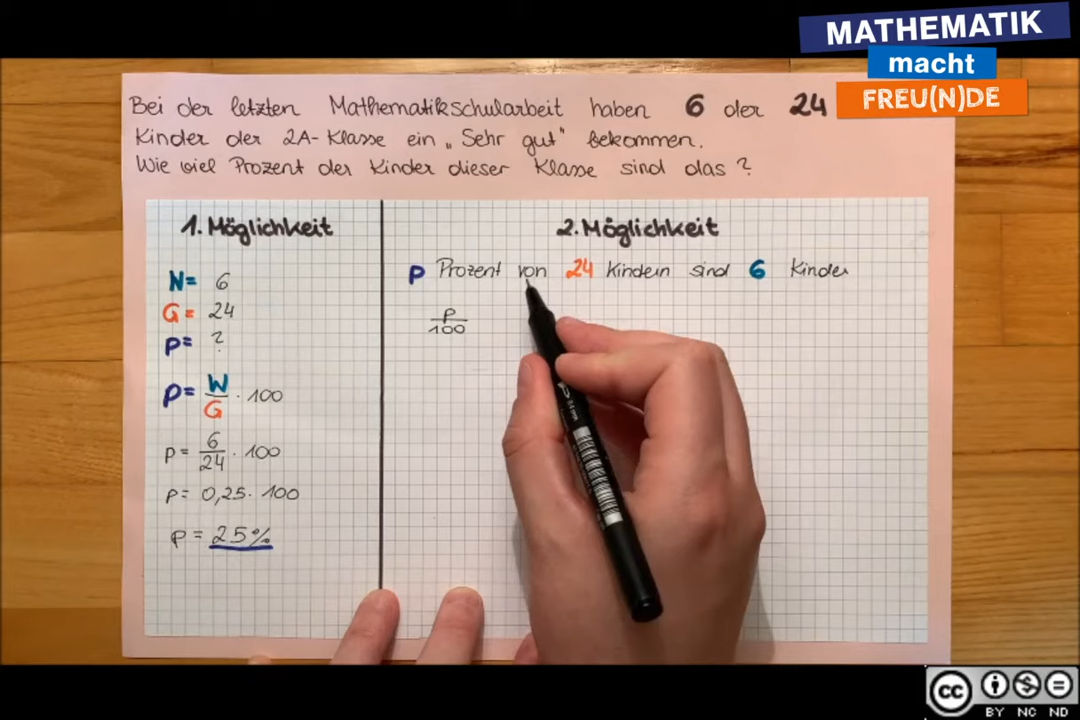 MATHEMATIK
macht
FREU(N)DE
Bei der letzten Mathematikschularbeit haben 6 der 24
Kinder der 2A-Klasse ein „Sehr gut" bekommen.
Wie viel Prozent der Kinder dieser Klasse sind das?
1. Möglichkeit
W= 6
G= 24
p= ?
p= W/G · 100
p= 6/24 · 100
p= 0,25 · 100
p= 25%
2. Möglichkeit
p Prozent von 24 Kindern sind 6 Kinder
p/100
cc
BY NC ND